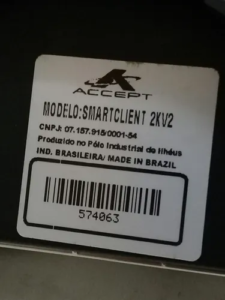 ACCEPT
MODELO:SMARTCLIENT 2KV2
CNPJ: 07.157.915/0001-54
Produzido no Pólo Industrial de Ilhéus
IND. BRASILEIRA/ MADE IN BRAZIL
574063